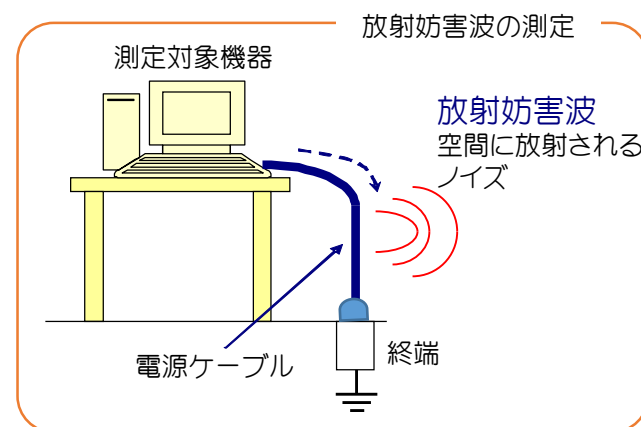 放射妨害波の測定
測定対象機器
放射妨害波
空間に放射される
ノイズ
電源ケーブル
終端